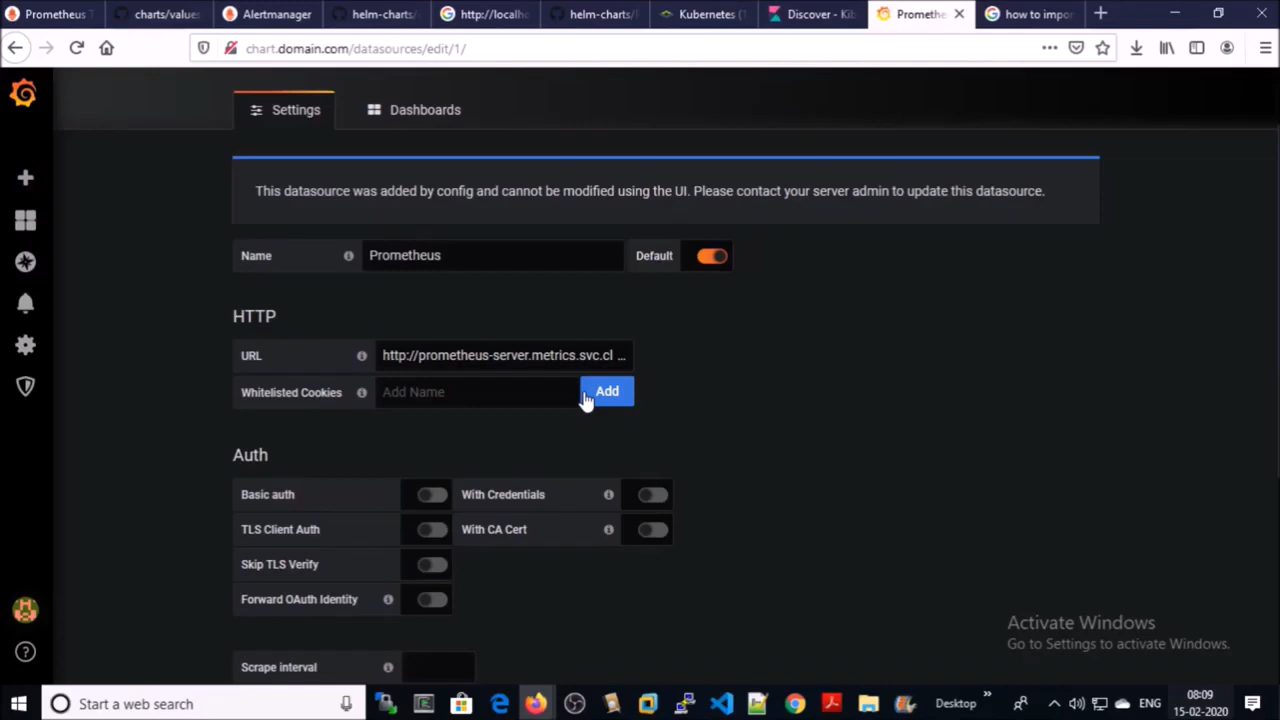 Prometheus T
charts/value
Alertmanager
helm-charts/
http://localh
helm-charts/
Kubernetes (
Discover - Kib
Prometh
how to impor
chart.domain.com/datasources/edit/1/
Settings
Dashboards
This datasource was added by config and cannot be modified using the UI. Please contact your server admin to update this datasource.
Name
Prometheus
Default
HTTP
URL
http://prometheus-server.metrics.svc.cl ...
Whitelisted Cookies
Add Name
Add
Auth
Basic auth
With Credentials
TLS Client Auth
With CA Cert
Skip TLS Verify
Forward OAuth Identity
Scrape interval
Activate Windows
Go to Settings to activate Windows.
Start a web search
Desktop
ENG
08:09
15-02-2020